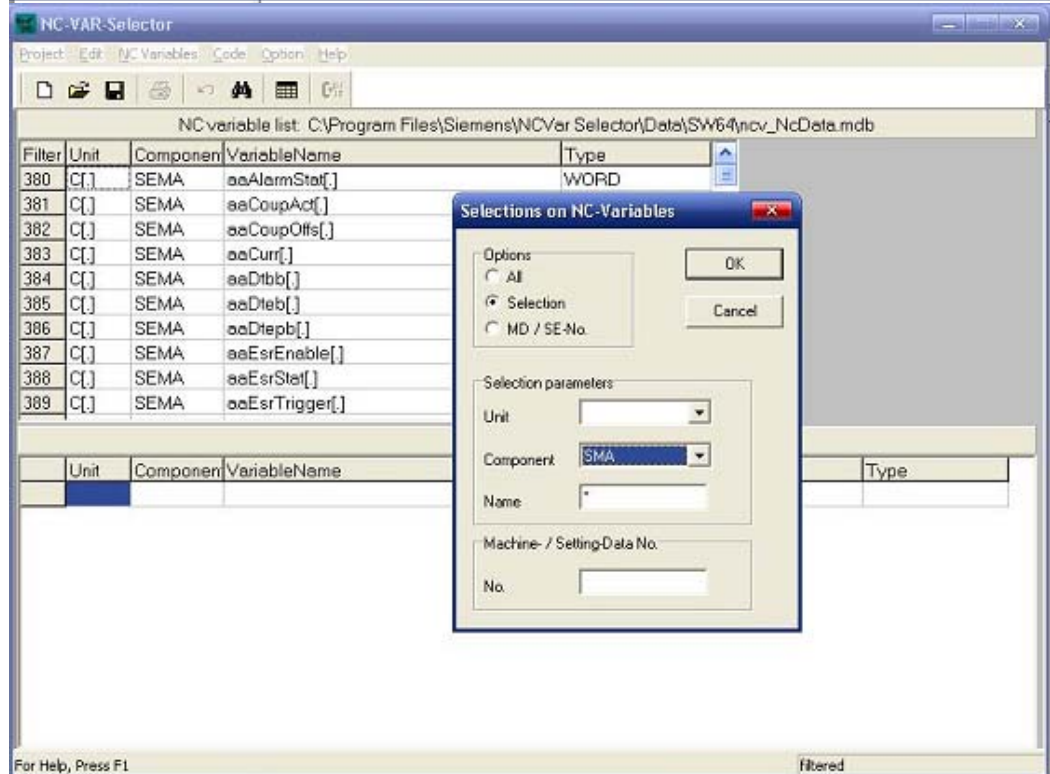 NC-VAR-Selector
Project Edit NC Variables Code Option Help
NC variable list: C:\Program Files\Siemens\NCVar Selector\Data\SW64\ncv_NcData.mdb
Filter Unit Componen VariableName Type
380 C[.] SEMA aaAlarmStat[.] WORD
381 C[.] SEMA aaCoupAct[.]
382 C[.] SEMA aaCoupOffs[.]
383 C[.] SEMA aaCurr[.]
384 C[.] SEMA aaDtbb[.]
385 C[.] SEMA aaDteb[.]
386 C[.] SEMA aaDtepb[.]
387 C[.] SEMA aaEsrEnable[.]
388 C[.] SEMA aaEsrStat[.]
389 C[.] SEMA aaEsrTrigger[.]
Unit Componen VariableName Type
Selections on NC-Variables
Options
All
Selection
MD / SE-No.
OK
Cancel
Selection parameters
Unit
Component SMA
Name *
Machine- / Setting-Data No.
No.
For Help, Press F1
filtered